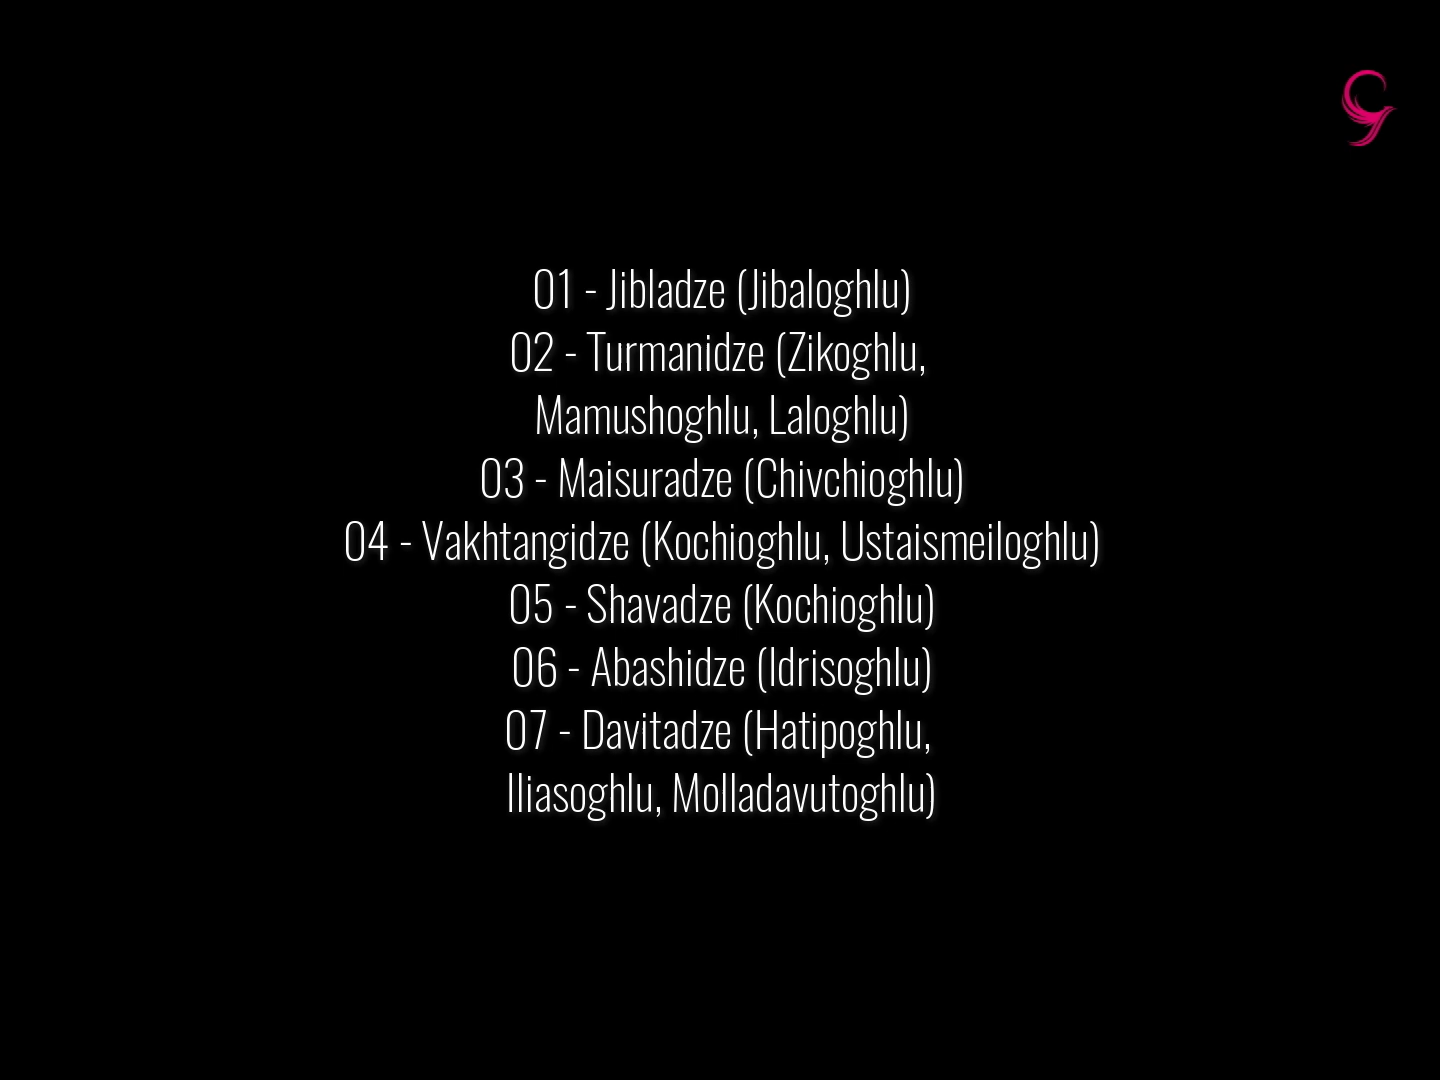 01 - Jibladze (Jibaloghlu)
02 - Turmanidze (Zikoghlu,
Mamushoghlu, Laloghlu)
03 - Maisuradze (Chivchioghlu)
04 - Vakhtangidze (Kochioghlu, Ustaismeiloghlu)
05 - Shavadze (Kochioghlu)
06 - Abashidze (Idrisoghlu)
07 - Davitadze (Hatipoghlu,
Iliasoghlu, Molladavutoghlu)